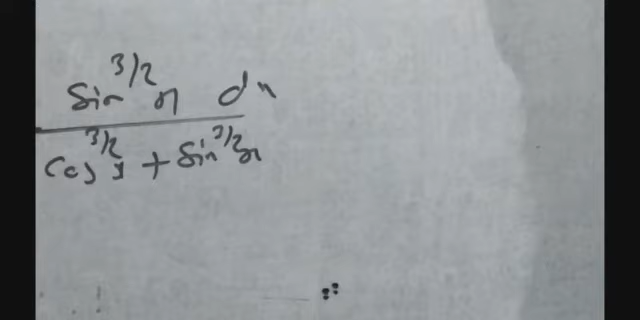 sin^3/2 x dx
cos^3/2 x + sin^3/2 x